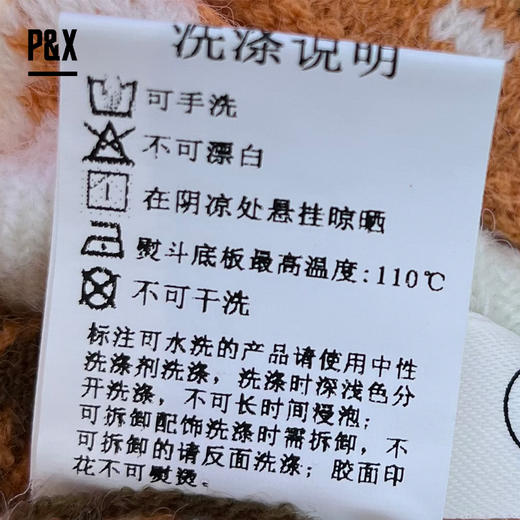 P&X
洗涤说明
可手洗
不可漂白
在阴凉处悬挂晾晒
熨斗底板最高温度:110℃
不可干洗
标注可水洗的产品请使用中性
洗涤剂洗涤，洗涤时深浅色分
开洗涤，不可长时间浸泡；
可拆卸配饰洗涤时需拆卸，不
可拆卸的请反面洗涤；胶面印
花不可熨烫。